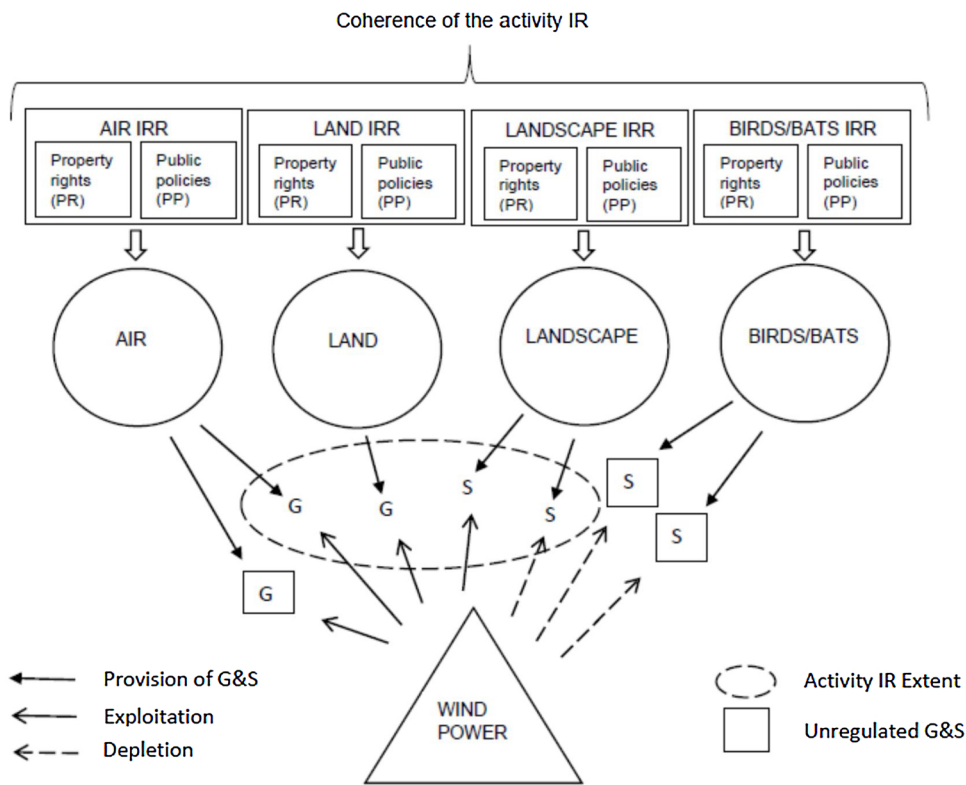 Coherence of the activity IR
AIR IRR
Property
rights
(PR)
Public
policies
(PP)
LAND IRR
Property
rights
(PR)
Public
policies
(PP)
LANDSCAPE IRR
Property
rights
(PR)
Public
policies
(PP)
BIRDS/BATS IRR
Property
rights
(PR)
Public
policies
(PP)
AIR
LAND
LANDSCAPE
BIRDS/BATS
G
G
S
S
S
S
G
WIND
POWER
Provision of G&S
Exploitation
Depletion
Activity IR Extent
Unregulated G&S